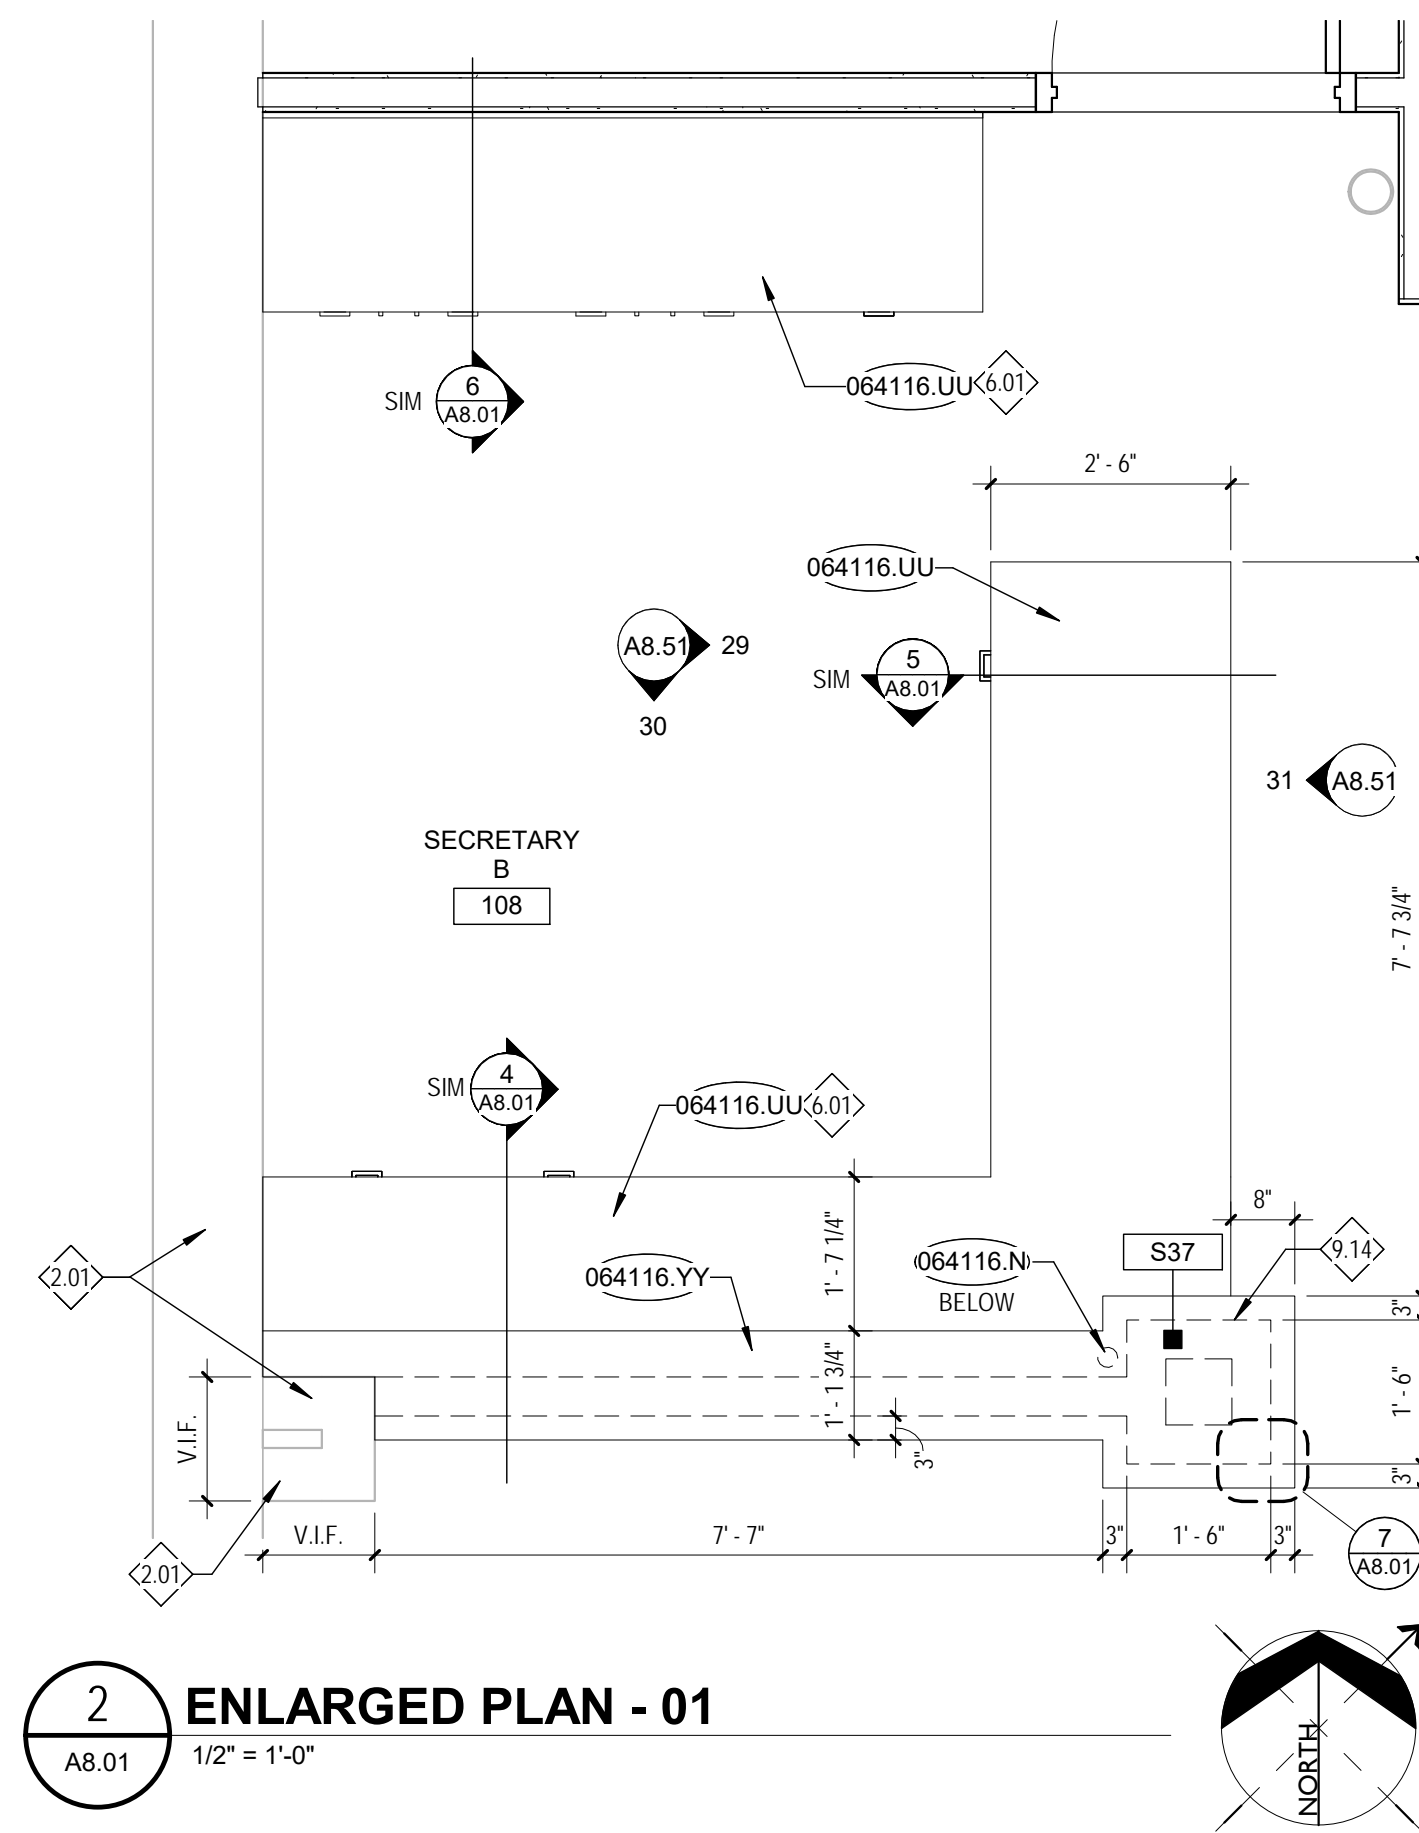 6
A8.01
SIM
064116.UU
6.01
2' - 6"
064116.UU
A8.51
29
30
5
A8.01
SIM
31
A8.51
SECRETARY
B
108
7' - 7 3/4"
4
A8.01
SIM
064116.UU
6.01
8"
1' - 7 1/4"
S37
9.14
2.01
064116.YY
064116.N
BELOW
3"
1' - 1 3/4"
1' - 6"
V.I.F.
3"
3"
V.I.F.
7' - 7"
3"
1' - 6"
3"
7
A8.01
2.01
2
A8.01
ENLARGED PLAN - 01
1/2" = 1'-0"
NORTH